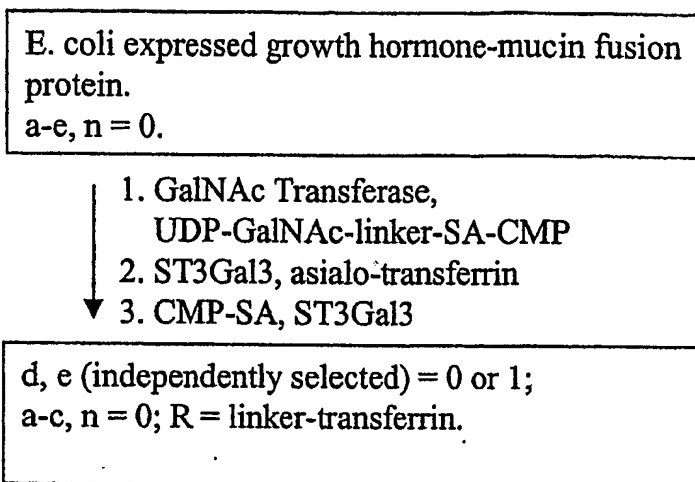 E. coli expressed growth hormone-mucin fusion
protein.
a-e, n = 0.
1. GalNAc Transferase,
UDP-GalNAc-linker-SA-CMP
2. ST3Gal3, asialo-transferrin
3. CMP-SA, ST3Gal3
d, e (independently selected) = 0 or 1;
a-c, n = 0; R = linker-transferrin.